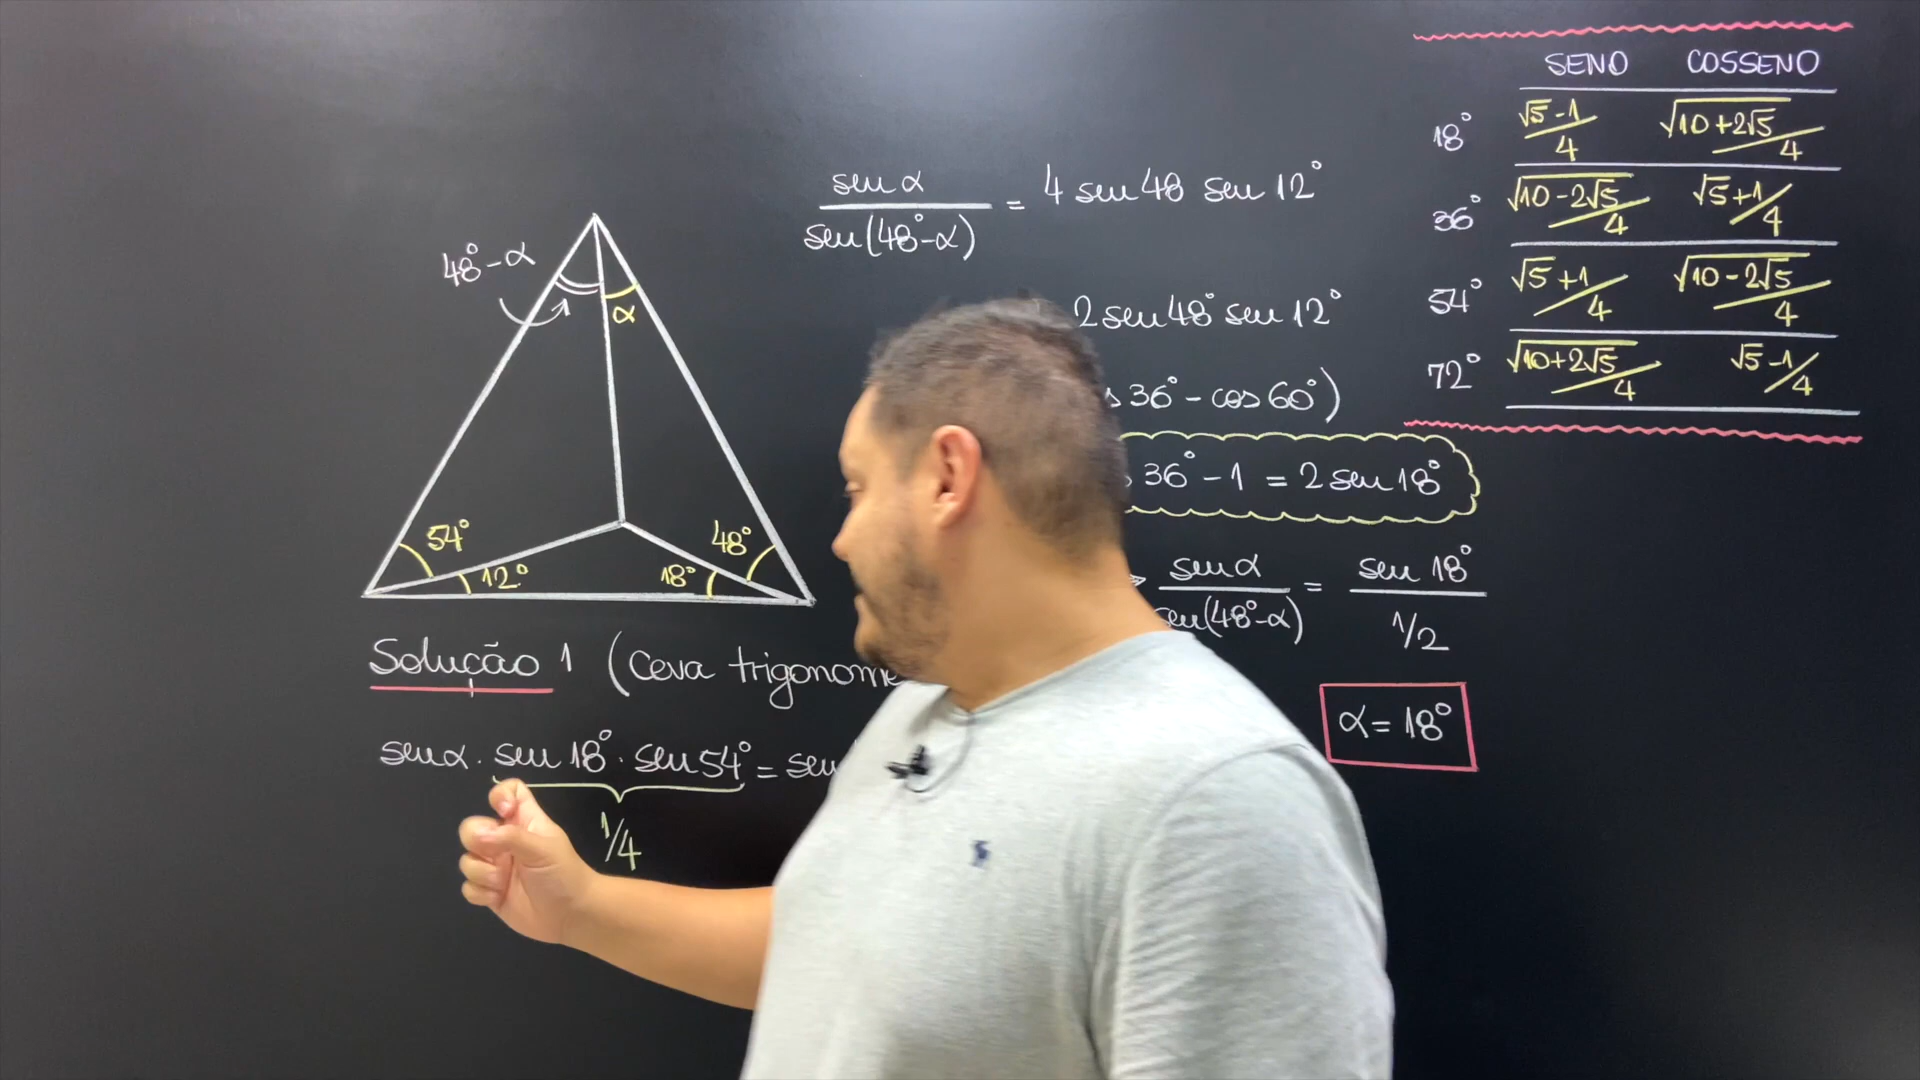 48°-α
α
54°
12°
18°
48°
Solução 1 (Ceva
sen α · sen 18° · sen 54° = sen
1/4
sen α / sen(48°-α) = 4 sen 48 sen 12°
2 sen 48° sen 12°
36° - cos 60°)
36° - 1 = 2 sen 18°
sen α / (48°-α) = sen 18° / 1/2
α = 18°
SENO COSSENO
18° √5-1/4 √10+2√5/4
36° √10-2√5/4 √5+1/4
54° √5+1/4 √10-2√5/4
72° √10+2√5/4 √5-1/4